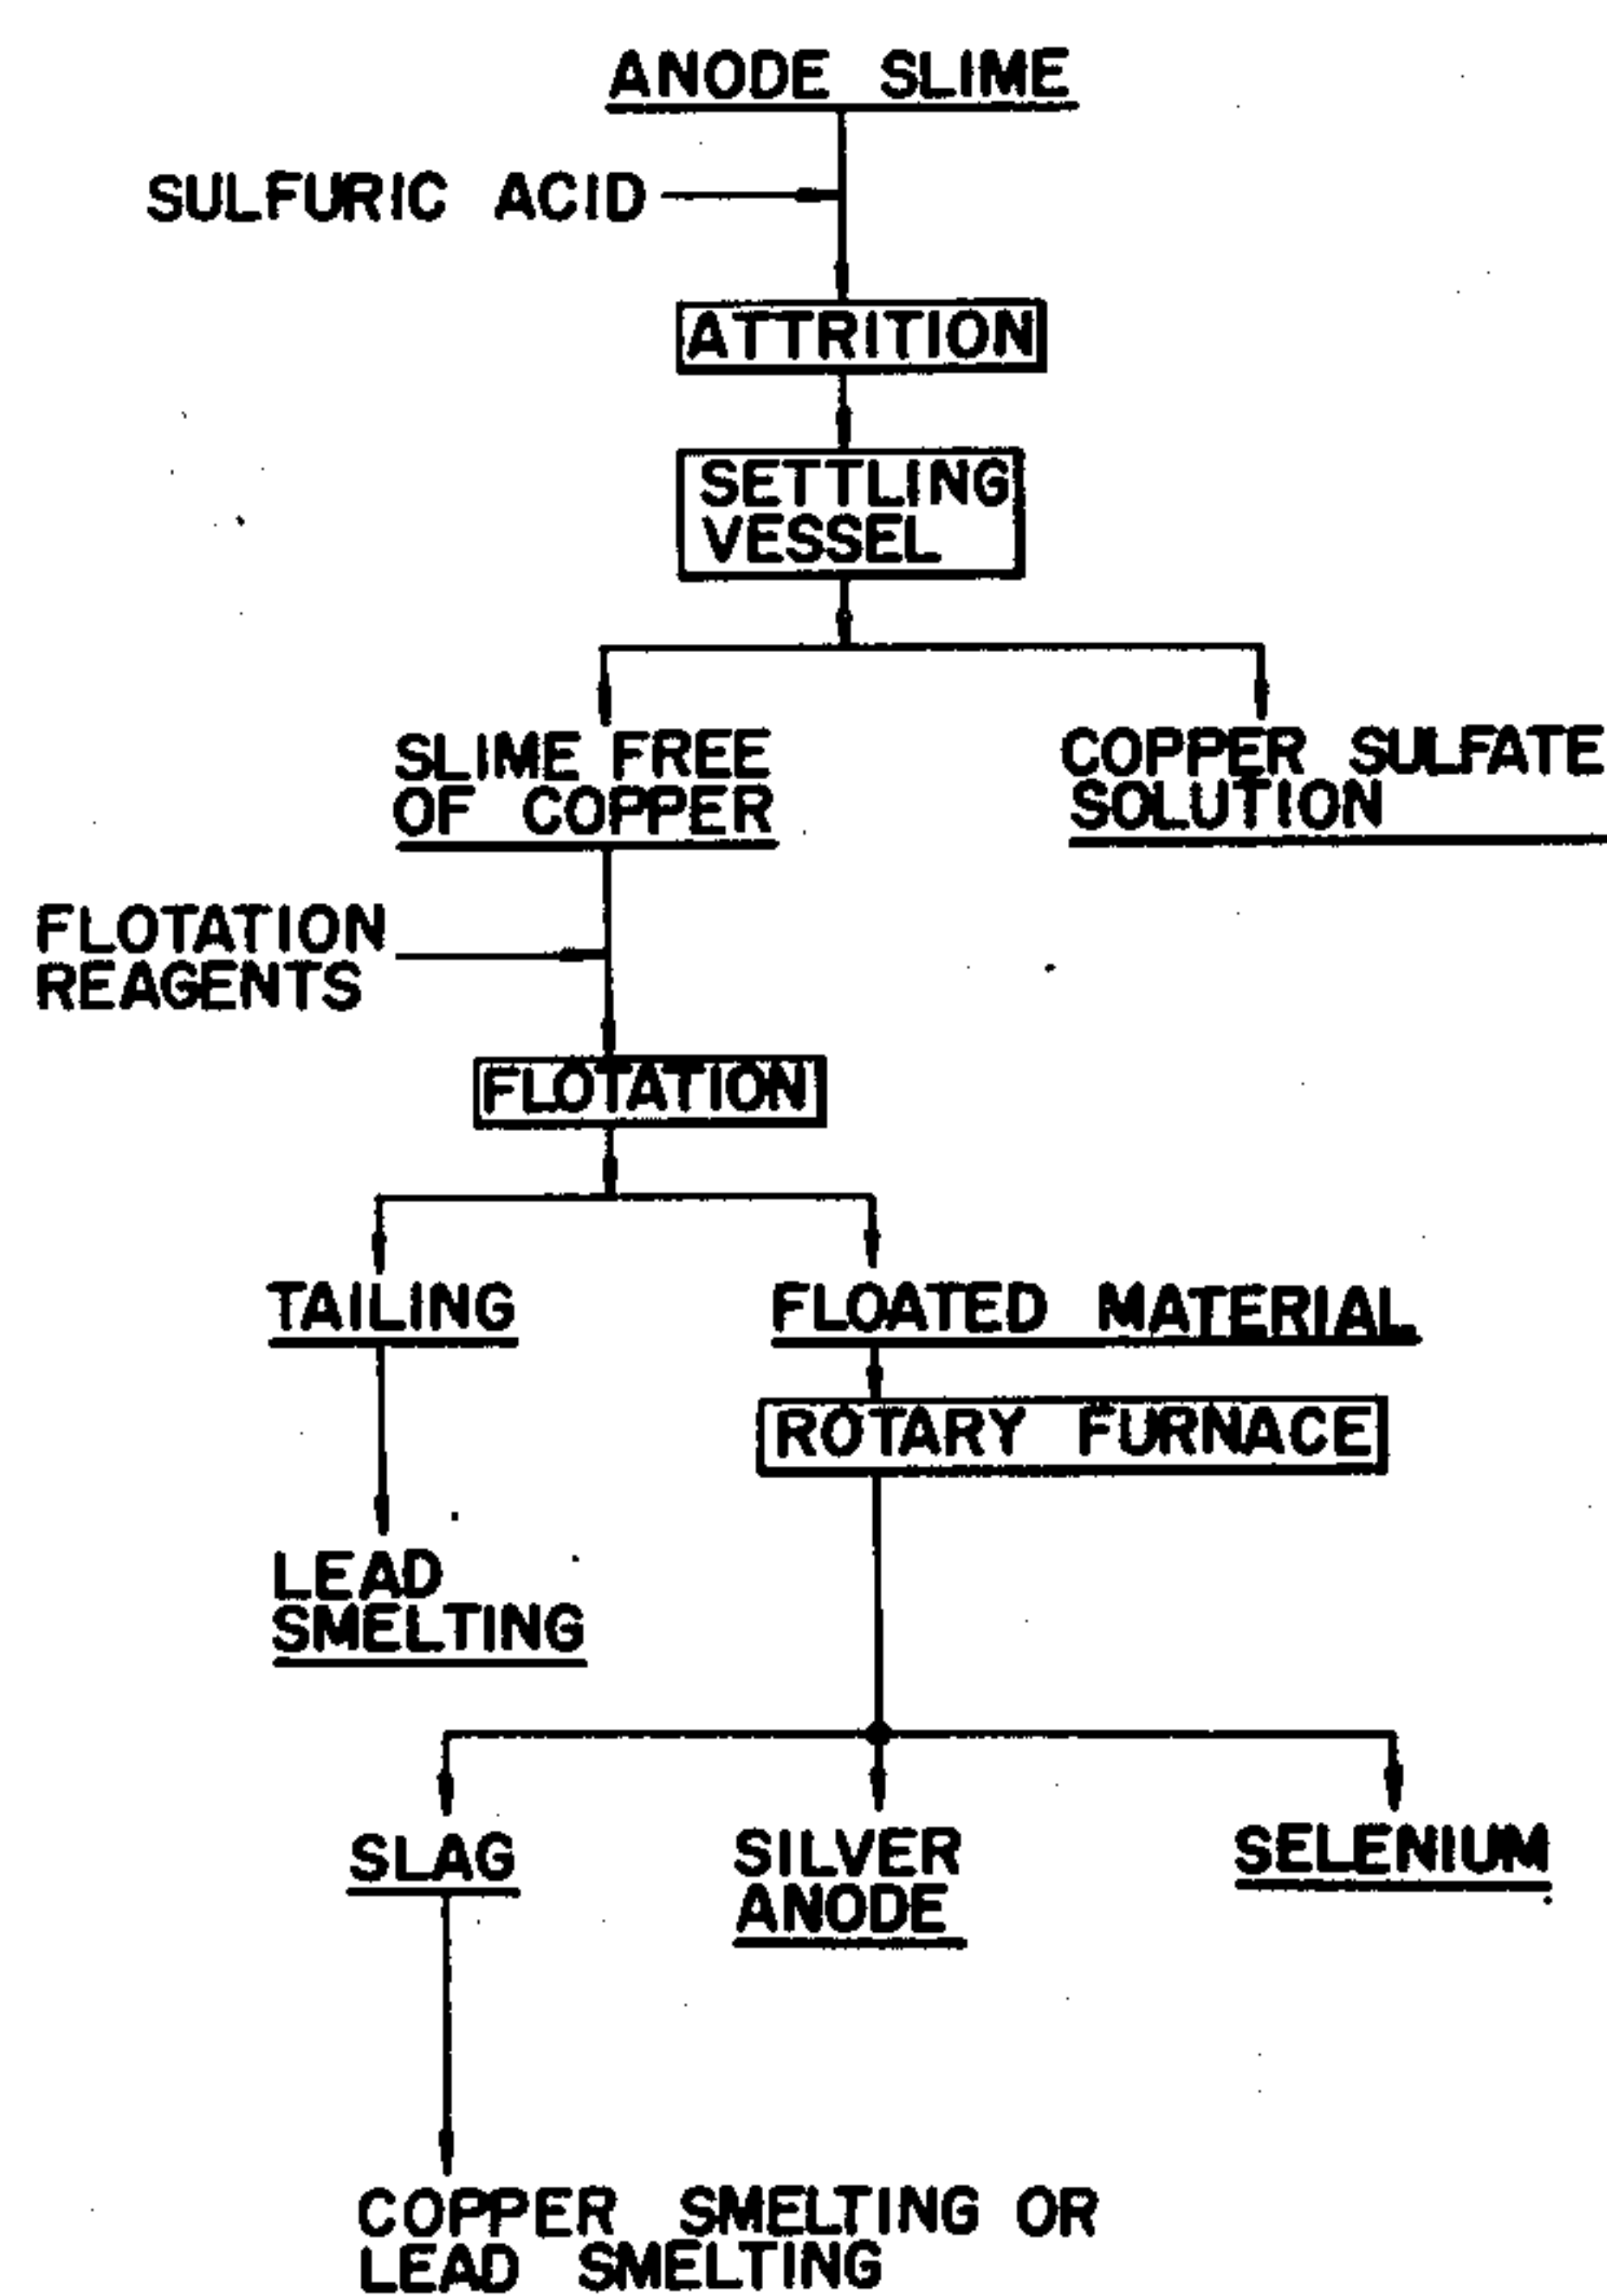 ANODE SLIME
SULFURIC ACID
ATTRITION
SETTLING
VESSEL
SLIME FREE
OF COPPER
COPPER SULFATE
SOLUTION
FLOTATION
REAGENTS
FLOTATION
TAILING
FLOATED MATERIAL
ROTARY FURNACE
LEAD
SMELTING
SLAG
SILVER
ANODE
SELENIUM
COPPER SMELTING OR
LEAD SMELTING